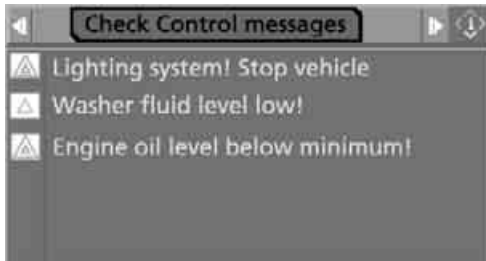 Check Control messages
Lighting system! Stop vehicle
Washer fluid level low!
Engine oil level below minimum!